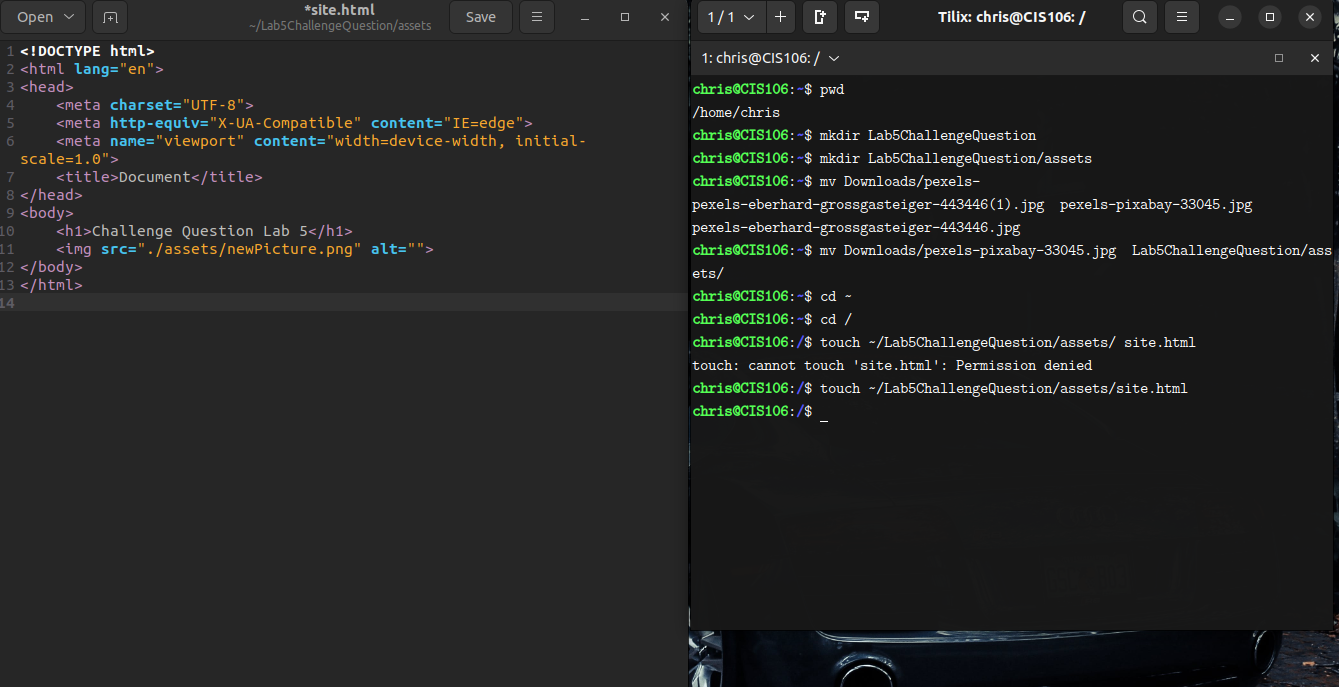 Open
*site.html
~/Lab5ChallengeQuestion/assets
Save
1 <!DOCTYPE html>
2 <html lang="en">
3 <head>
4     <meta charset="UTF-8">
5     <meta http-equiv="X-UA-Compatible" content="IE=edge">
6     <meta name="viewport" content="width=device-width, initial-
scale=1.0">
7     <title>Document</title>
8 </head>
9 <body>
10     <h1>Challenge Question Lab 5</h1>
11     <img src="./assets/newPicture.png" alt="">
12 </body>
13 </html>
14
1 / 1
Tilix: chris@CIS106: /
1: chris@CIS106: /
chris@CIS106:~$ pwd
/home/chris
chris@CIS106:~$ mkdir Lab5ChallengeQuestion
chris@CIS106:~$ mkdir Lab5ChallengeQuestion/assets
chris@CIS106:~$ mv Downloads/pexels-
pexels-eberhard-grossgasteiger-443446(1).jpg  pexels-pixabay-33045.jpg
pexels-eberhard-grossgasteiger-443446.jpg
chris@CIS106:~$ mv Downloads/pexels-pixabay-33045.jpg  Lab5ChallengeQuestion/ass
ets/
chris@CIS106:~$ cd ~
chris@CIS106:~$ cd /
chris@CIS106:/$ touch ~/Lab5ChallengeQuestion/assets/ site.html
touch: cannot touch 'site.html': Permission denied
chris@CIS106:/$ touch ~/Lab5ChallengeQuestion/assets/site.html
chris@CIS106:/$